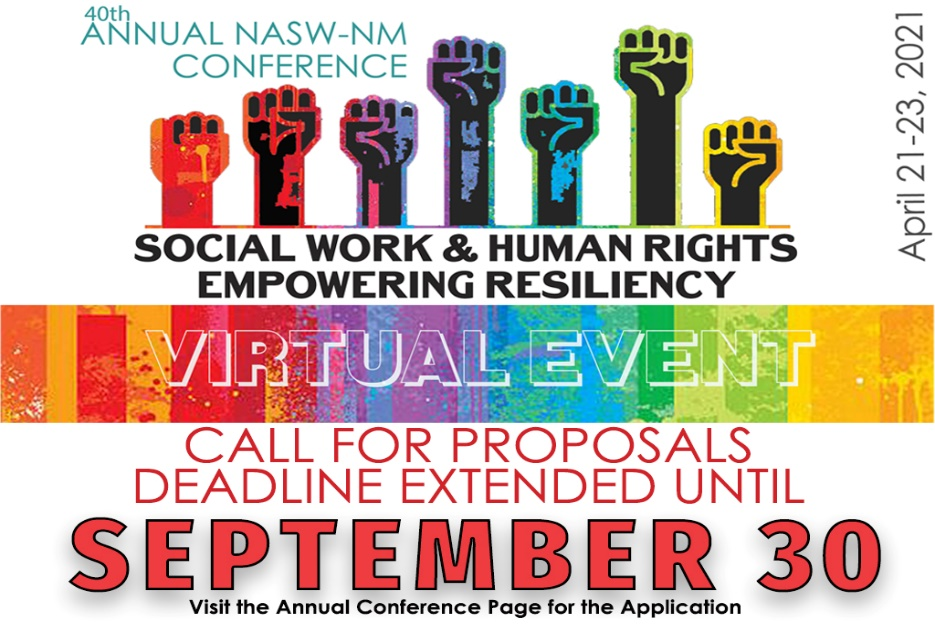 40th
ANNUAL NASW-NM
CONFERENCE
April 21-23, 2021
SOCIAL WORK & HUMAN RIGHTS
EMPOWERING RESILIENCY
VIRTUAL EVENT
CALL FOR PROPOSALS
DEADLINE EXTENDED UNTIL
SEPTEMBER 30
Visit the Annual Conference Page for the Application